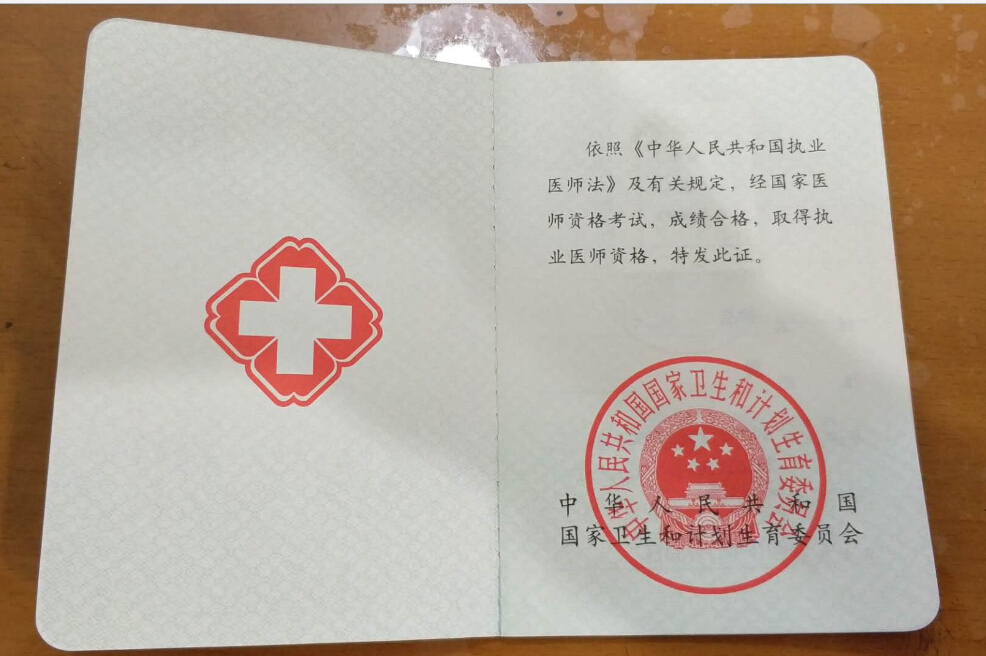 依照《中华人民共和国执业
医师法》及有关规定，经国家医
师资格考试，成绩合格，取得执
业医师资格，特发此证。
中华人民共和国国家卫生和计划生育委员会
中华人民共和国
国家卫生和计划生育委员会